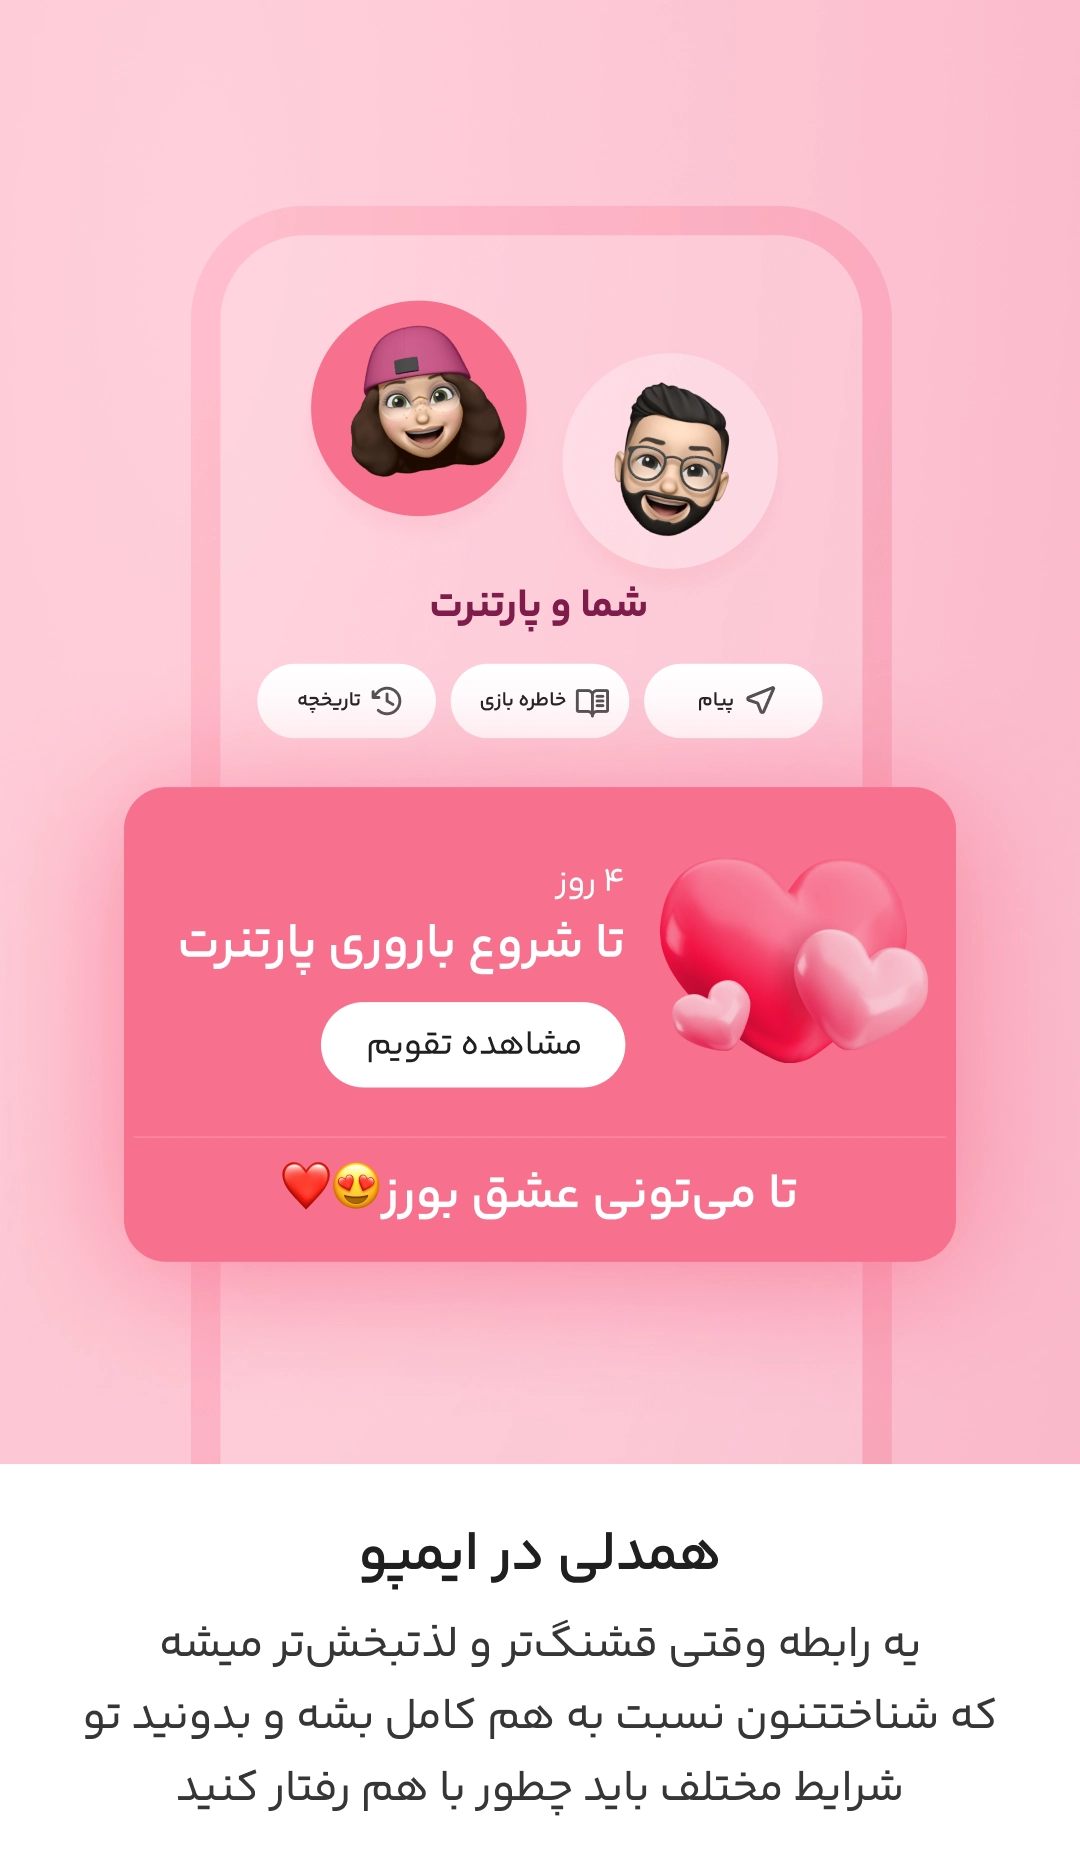 شما و پارتنرت
پیام
خاطره بازی
تاریخچه
۴ روز
تا شروع باروری پارتنرت
مشاهده تقویم
تا می‌تونی عشق بورز😍❤️
همدلی در ایمپو
یه رابطه وقتی قشنگ‌تر و لذتبخش‌تر میشه
که شناختتنون نسبت به هم کامل بشه و بدونید تو
شرایط مختلف باید چطور با هم رفتار کنید